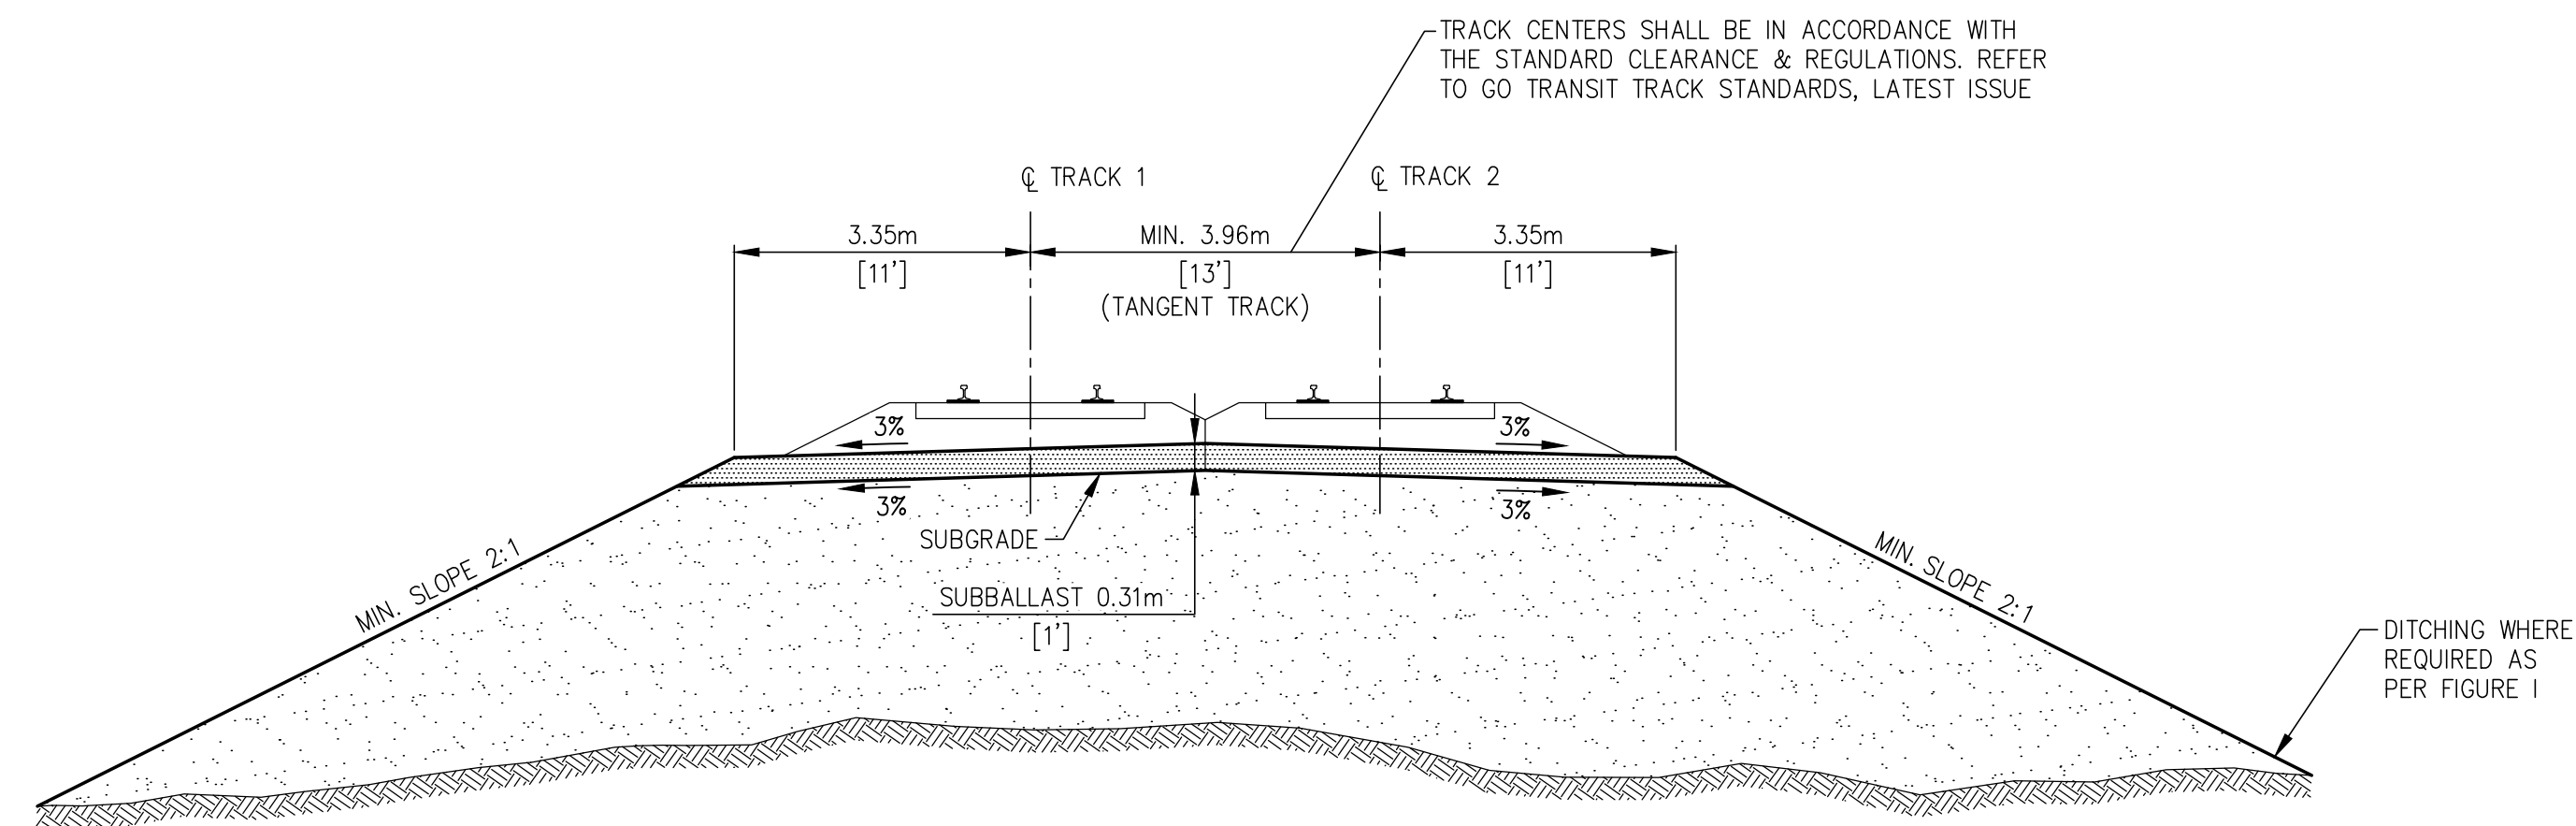 TRACK CENTERS SHALL BE IN ACCORDANCE WITH
THE STANDARD CLEARANCE & REGULATIONS. REFER
TO GO TRANSIT TRACK STANDARDS, LATEST ISSUE
℄ TRACK 1
℄ TRACK 2
3.35m
[11']
MIN. 3.96m
[13']
(TANGENT TRACK)
3.35m
[11']
3%
3%
3%
3%
SUBGRADE
SUBBALLAST 0.31m
[1']
MIN. SLOPE 2:1
MIN. SLOPE 2:1
DITCHING WHERE
REQUIRED AS
PER FIGURE I